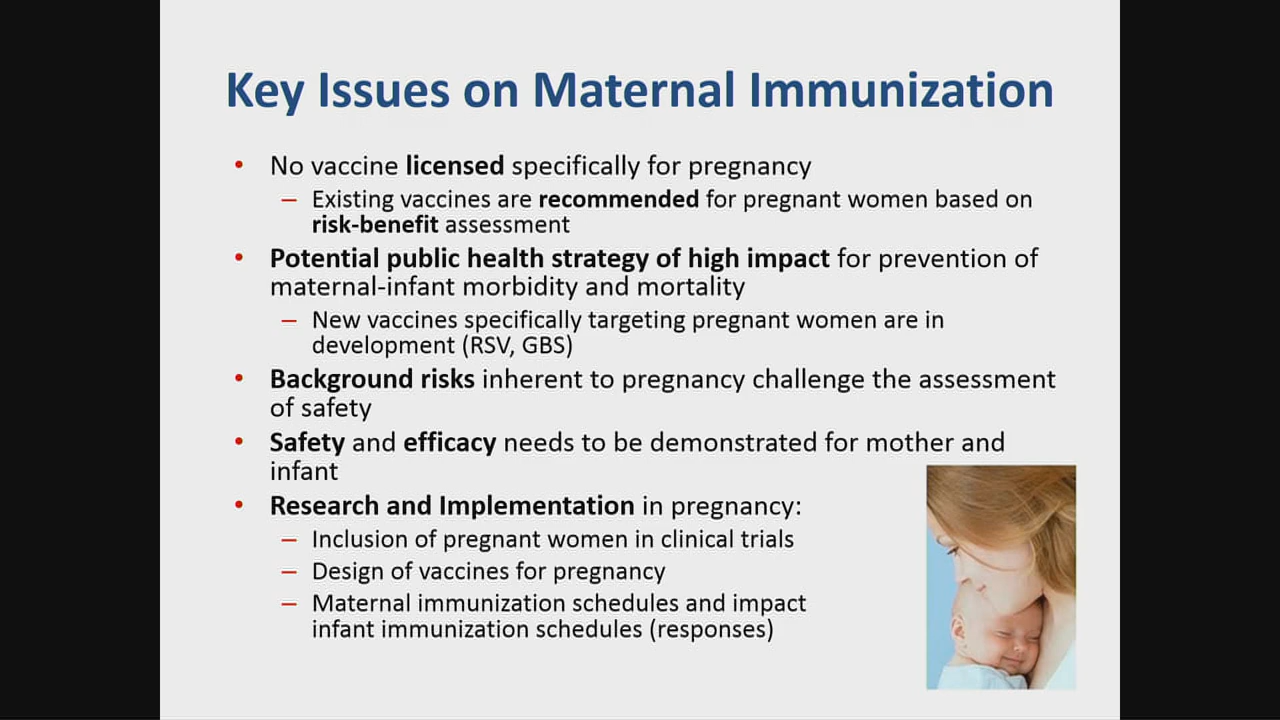 Key Issues on Maternal Immunization
• No vaccine licensed specifically for pregnancy
– Existing vaccines are recommended for pregnant women based on
risk-benefit assessment
• Potential public health strategy of high impact for prevention of
maternal-infant morbidity and mortality
– New vaccines specifically targeting pregnant women are in
development (RSV, GBS)
• Background risks inherent to pregnancy challenge the assessment
of safety
• Safety and efficacy needs to be demonstrated for mother and
infant
• Research and Implementation in pregnancy:
– Inclusion of pregnant women in clinical trials
– Design of vaccines for pregnancy
– Maternal immunization schedules and impact
infant immunization schedules (responses)